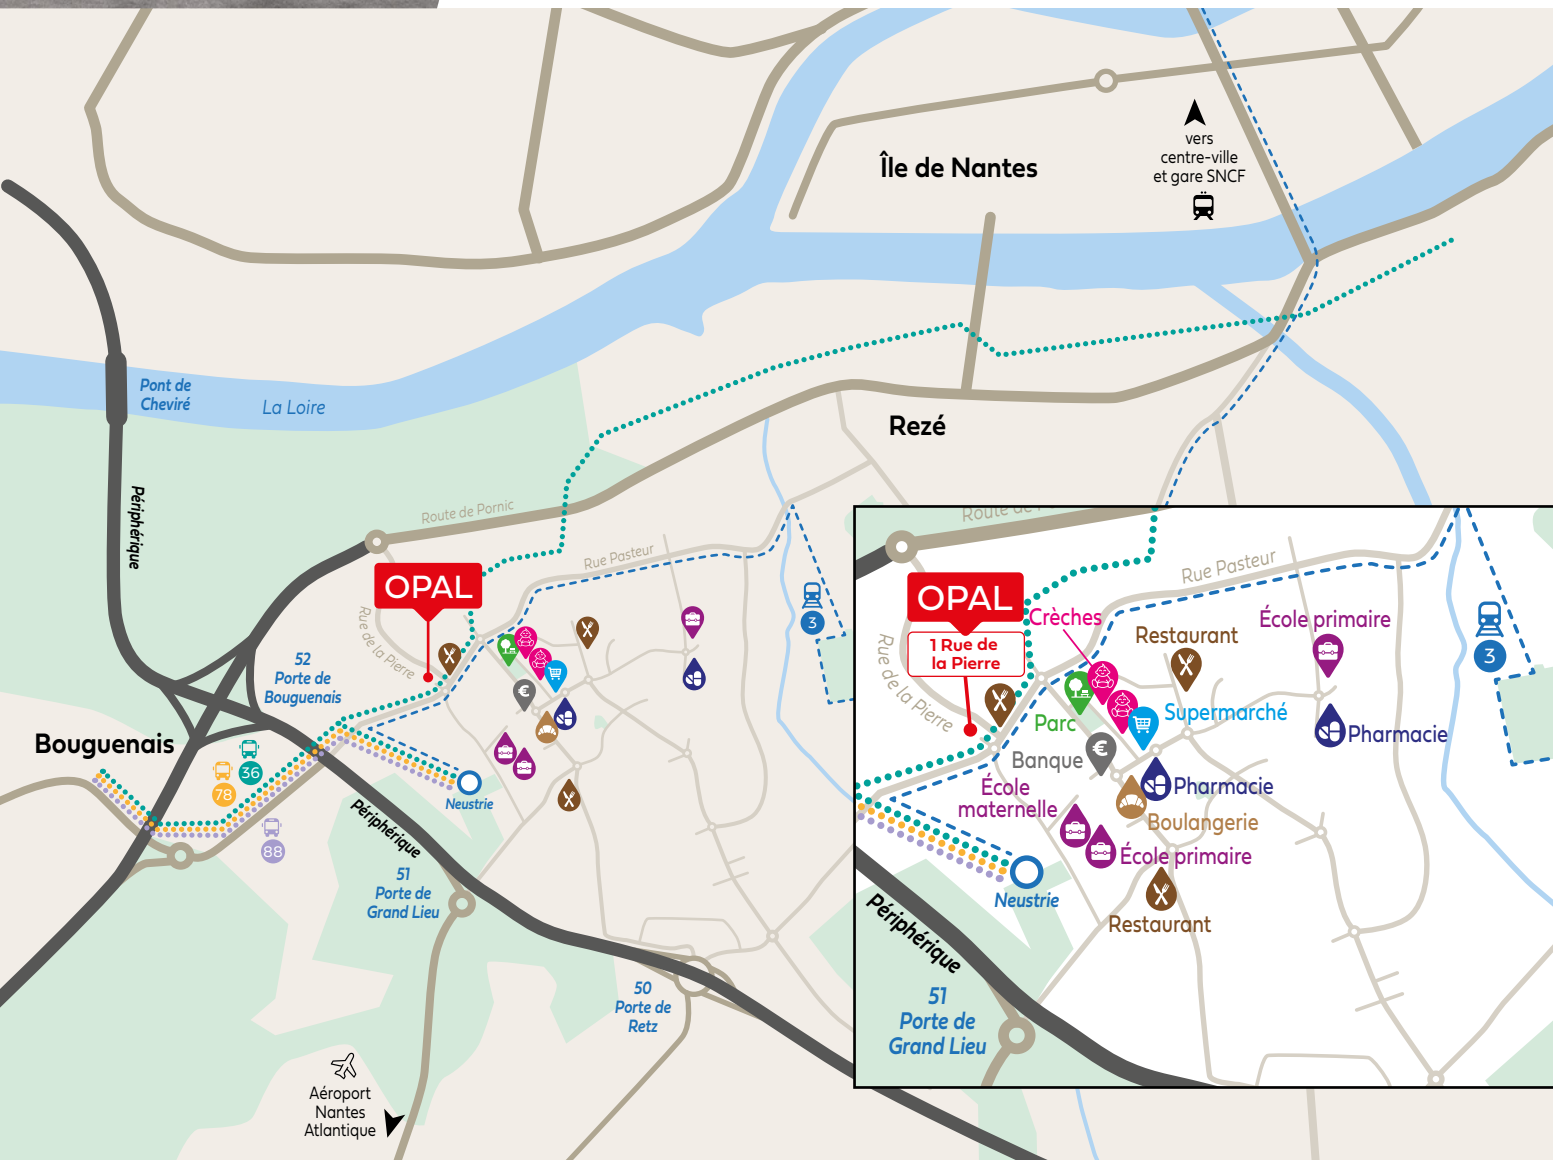 Île de Nantes
vers
centre-ville
et gare SNCF
Pont de
Cheviré
La Loire
Périphérique
Rezé
Route de Pornic
Rue Pasteur
OPAL
Rue de la Pierre
3
52
Porte de
Bouguenais
Bouguenais
36
78
88
€
Neustrie
Périphérique
51
Porte de
Grand Lieu
50
Porte de
Retz
Aéroport
Nantes
Atlantique
Route de
Rue Pasteur
OPAL
1 Rue de
la Pierre
Rue de la Pierre
Crèches
Restaurant
École primaire
3
Parc
Supermarché
Pharmacie
Banque
€
École
maternelle
Pharmacie
Boulangerie
École primaire
Neustrie
Restaurant
Périphérique
51
Porte de
Grand Lieu